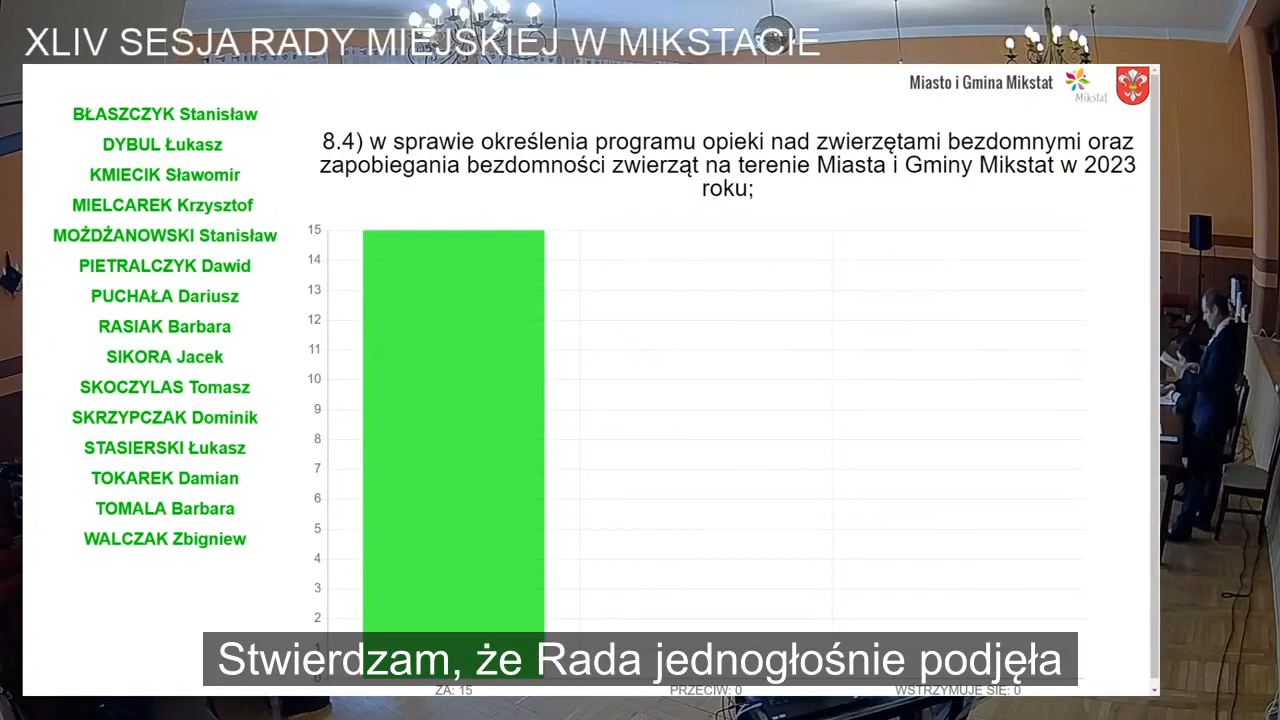 XLIV SESJA RADY MIEJSKIEJ W MIKSTACIE
Miasto i Gmina Mikstat
Mikstat
BŁASZCZYK Stanisław
DYBUL Łukasz
KMIECIK Sławomir
MIELCAREK Krzysztof
MOŹDŻANOWSKI Stanisław
PIETRALCZYK Dawid
PUCHAŁA Dariusz
RASIAK Barbara
SIKORA Jacek
SKOCZYLAS Tomasz
SKRZYPCZAK Dominik
STASIERSKI Łukasz
TOKAREK Damian
TOMALA Barbara
WALCZAK Zbigniew
8.4) w sprawie określenia programu opieki nad zwierzętami bezdomnymi oraz
zapobiegania bezdomności zwierząt na terenie Miasta i Gminy Mikstat w 2023
roku;
15
14
13
12
11
10
9
8
7
6
5
4
3
2
1
0
ZA: 15
PRZECIW: 0
WSTRZYMUJE SIĘ: 0
Stwierdzam, że Rada jednogłośnie podjęła